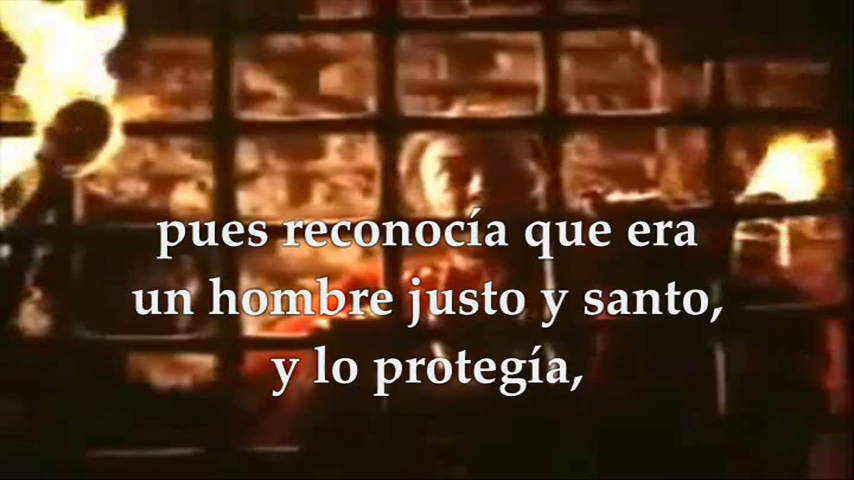 pues reconocía que era
un hombre justo y santo,
y lo protegía,